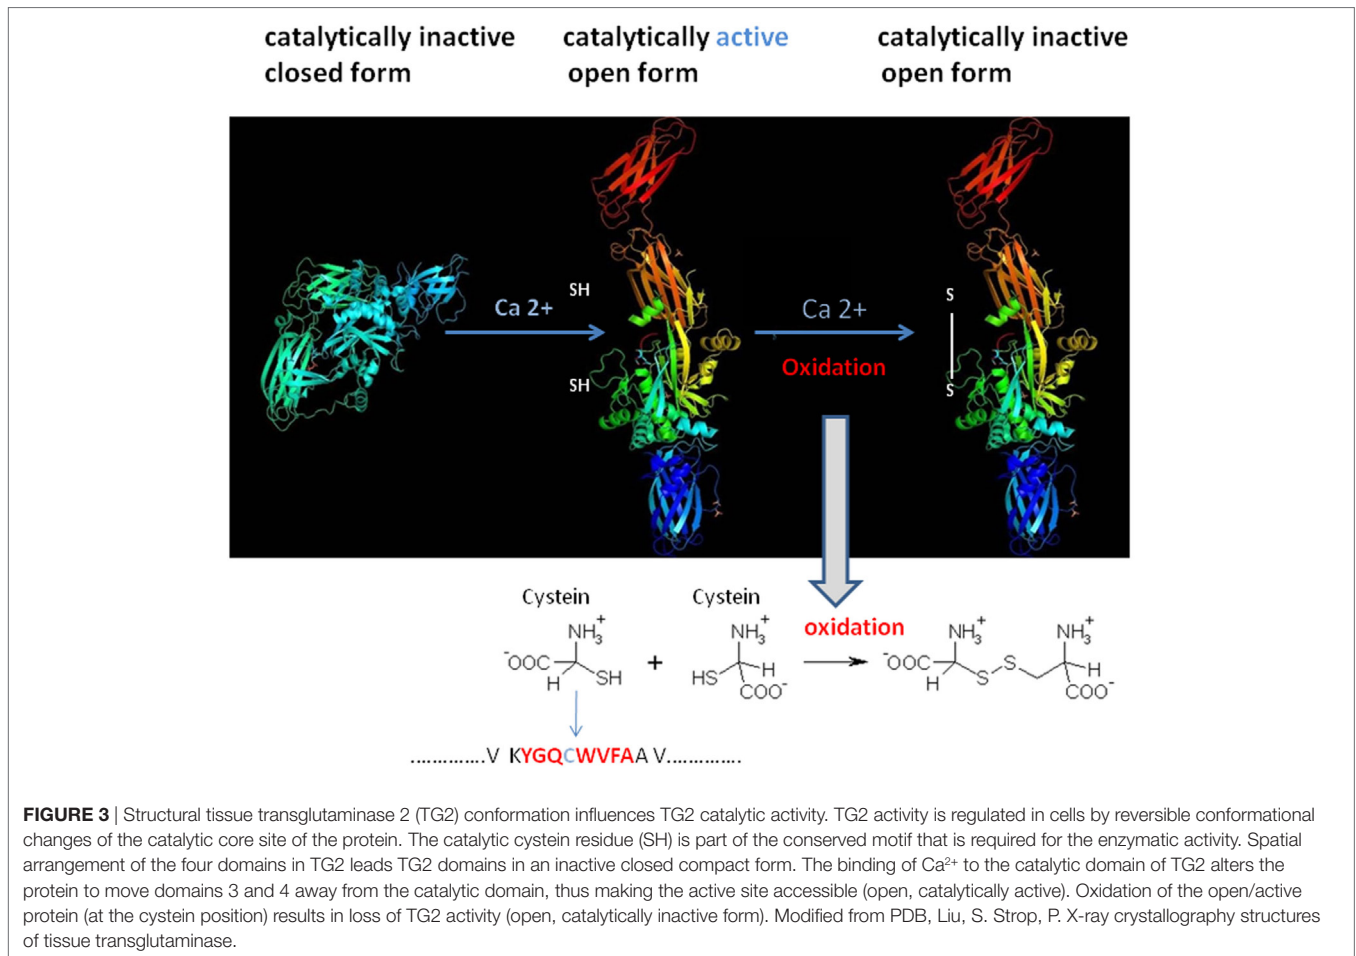 catalytically inactive closed form
catalytically active open form
catalytically inactive open form
SH
Ca 2+
SH
Ca 2+
Oxidation
S
S
Cystein
Cystein
oxidation
NH3+
-OOC
H
SH
+
NH3+
HS
H
COO-
NH3+
-OOC
H
S
S
NH3+
H
COO-
.............V KYGQCWVFAA V.............
FIGURE 3 | Structural tissue transglutaminase 2 (TG2) conformation influences TG2 catalytic activity. TG2 activity is regulated in cells by reversible conformational
changes of the catalytic core site of the protein. The catalytic cystein residue (SH) is part of the conserved motif that is required for the enzymatic activity. Spatial
arrangement of the four domains in TG2 leads TG2 domains in an inactive closed compact form. The binding of Ca2+ to the catalytic domain of TG2 alters the
protein to move domains 3 and 4 away from the catalytic domain, thus making the active site accessible (open, catalytically active). Oxidation of the open/active
protein (at the cystein position) results in loss of TG2 activity (open, catalytically inactive form). Modified from PDB, Liu, S. Strop, P. X-ray crystallography structures
of tissue transglutaminase.